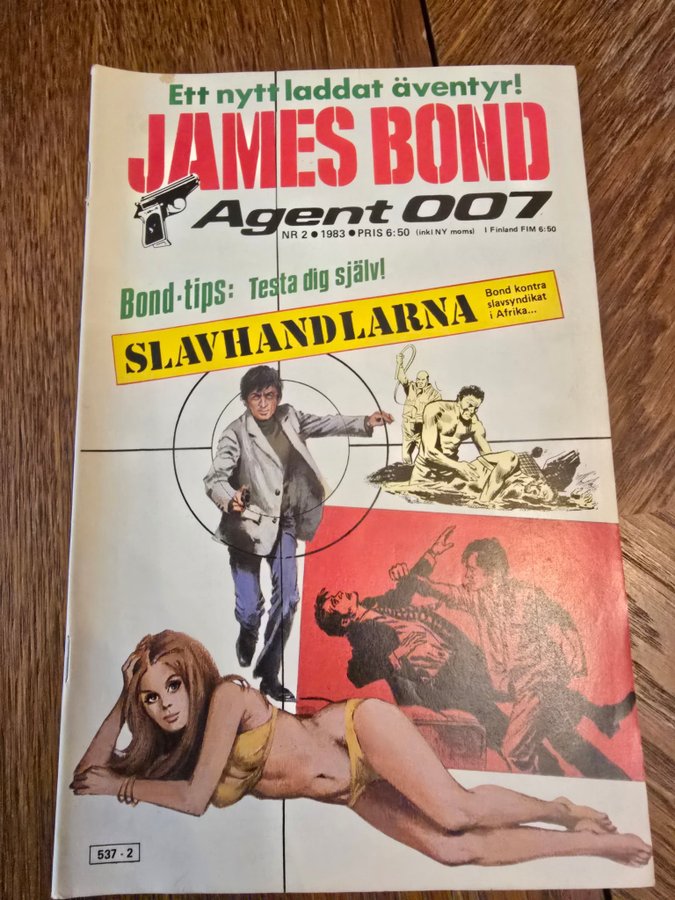 Ett nytt laddat äventyr!
JAMES BOND
Agent 007
NR 2 ● 1983 ● PRIS 6:50 (inkl NY moms) I Finland FIM 6:50
Bond-tips: Testa dig själv!
SLAVHANDLARNA
Bond kontra
slavsyndikat
i Afrika...
537 - 2